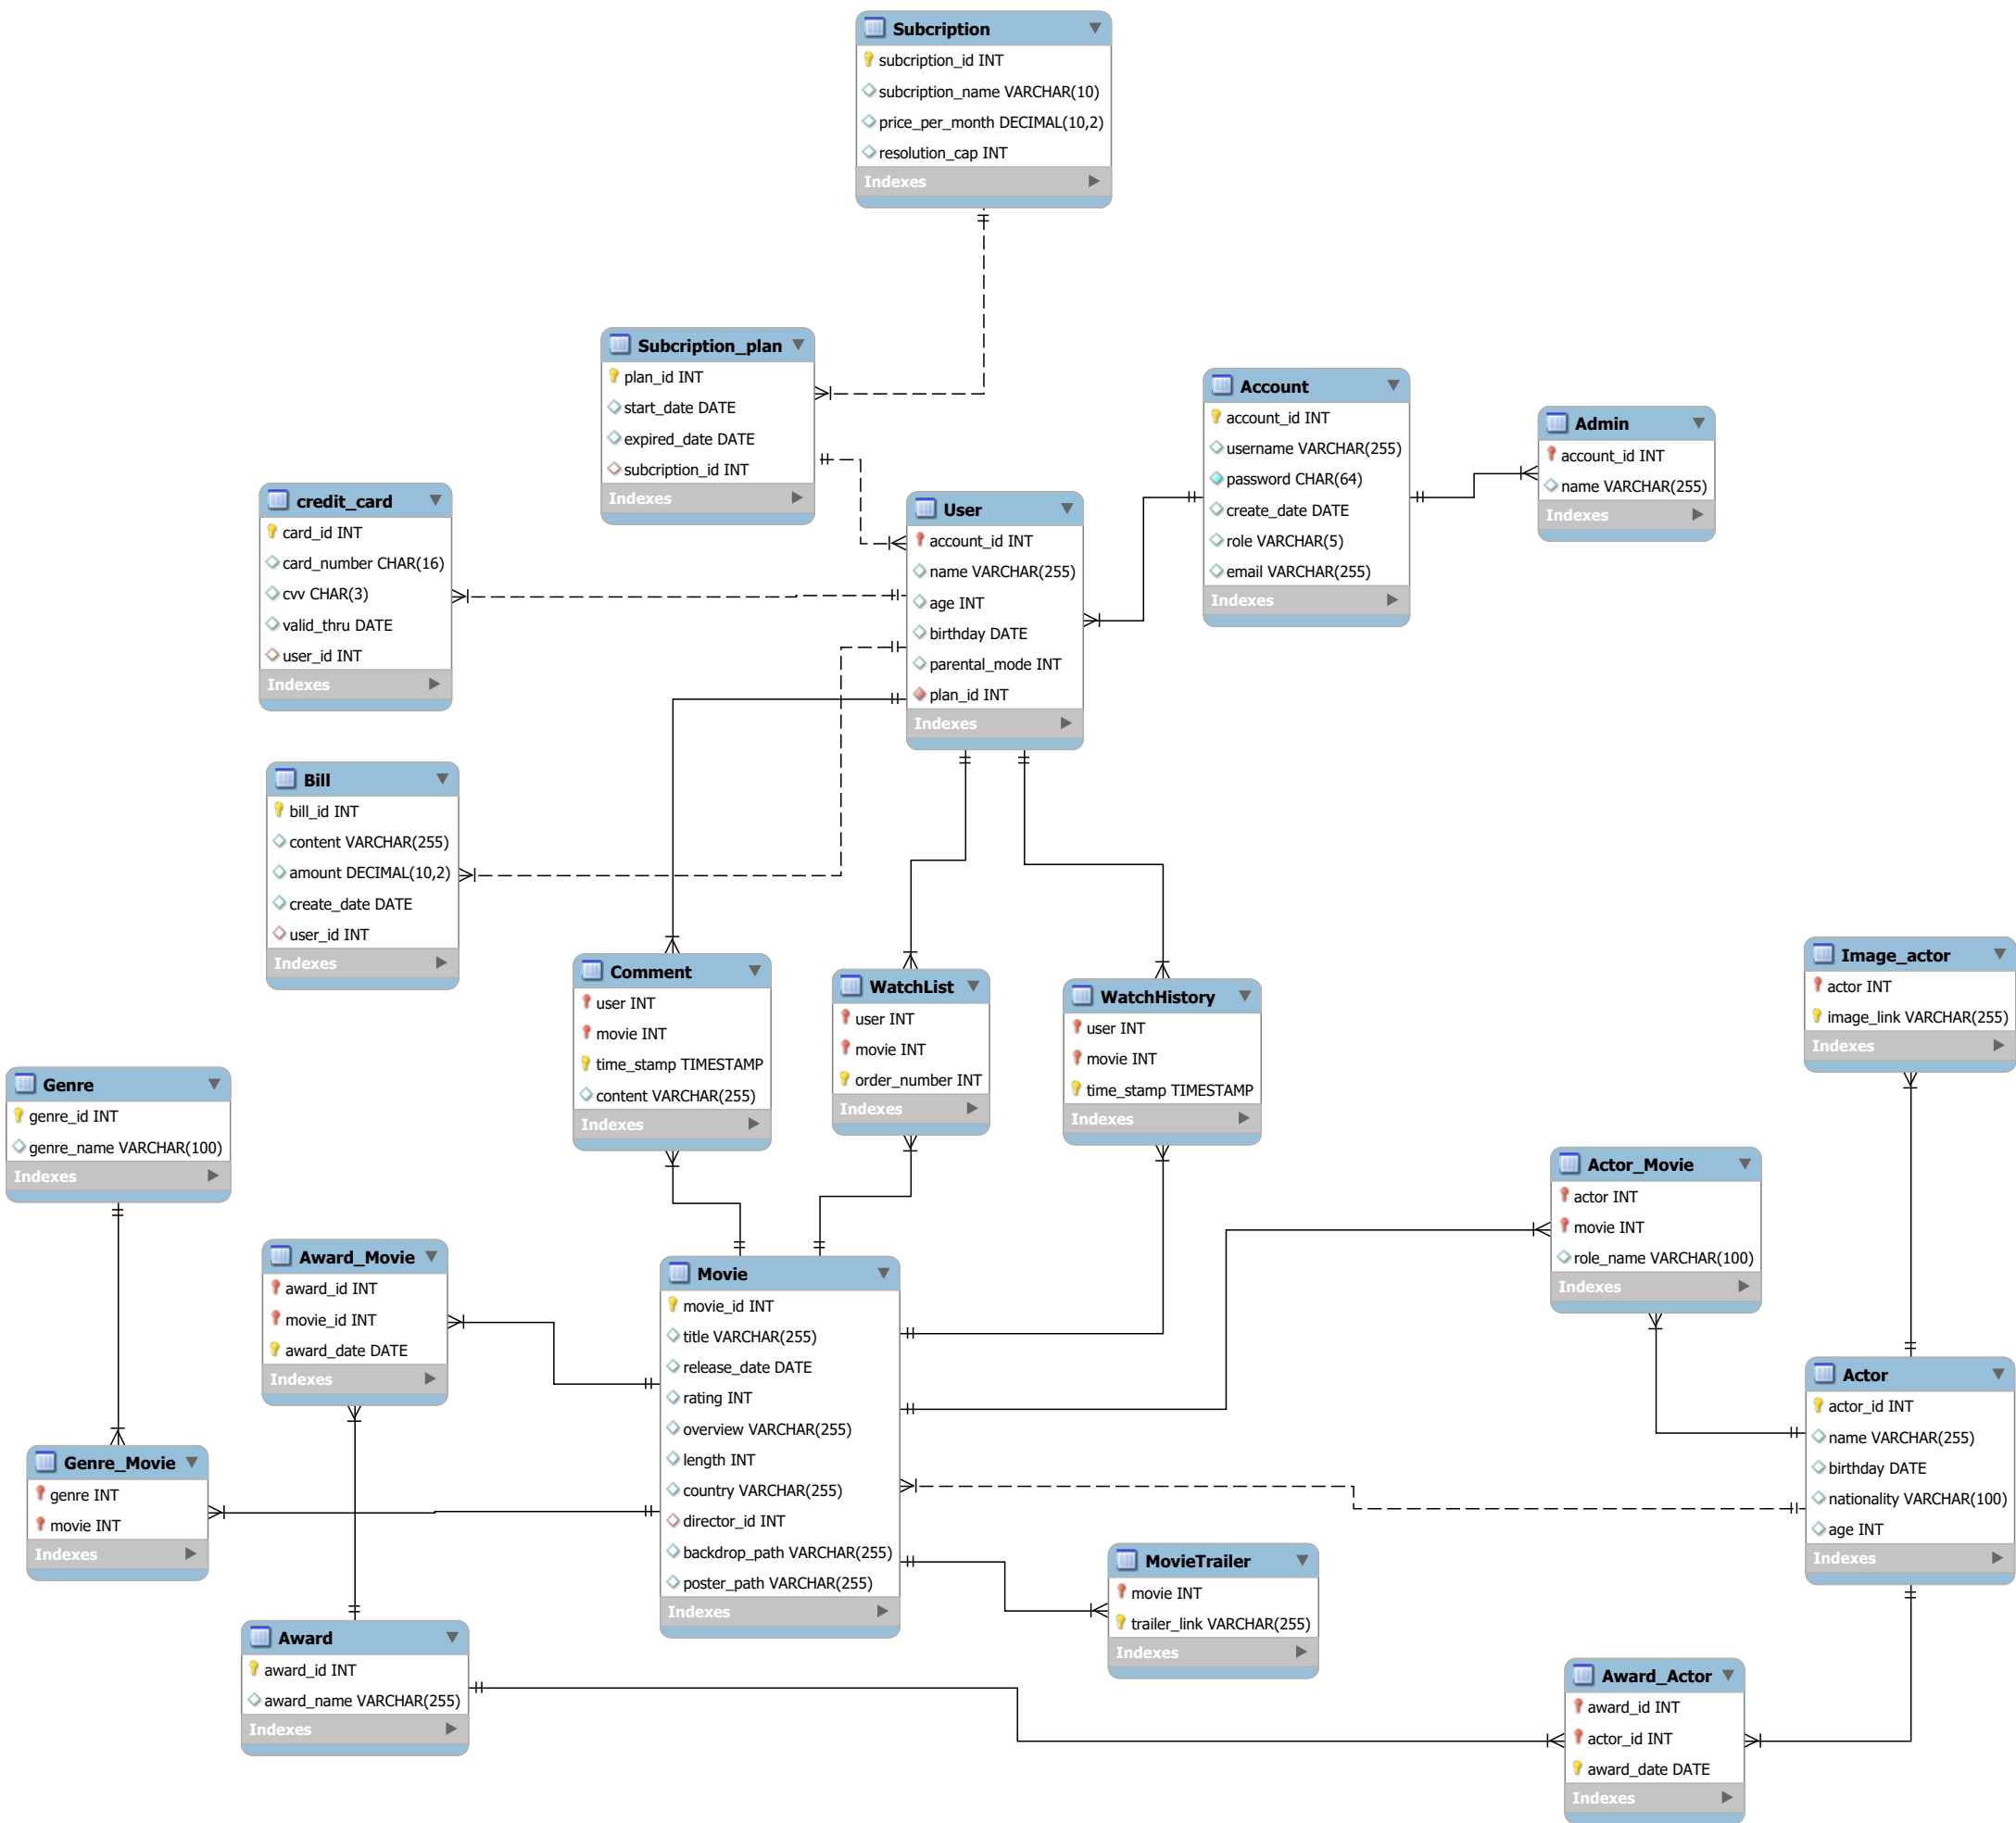 Subcription
subcription_id INT
subcription_name VARCHAR(10)
price_per_month DECIMAL(10,2)
resolution_cap INT
Indexes
Subcription_plan
plan_id INT
start_date DATE
expired_date DATE
subcription_id INT
Indexes
Account
account_id INT
username VARCHAR(255)
password CHAR(64)
create_date DATE
role VARCHAR(5)
email VARCHAR(255)
Indexes
Admin
account_id INT
name VARCHAR(255)
Indexes
credit_card
card_id INT
card_number CHAR(16)
cvv CHAR(3)
valid_thru DATE
user_id INT
Indexes
User
account_id INT
name VARCHAR(255)
age INT
birthday DATE
parental_mode INT
plan_id INT
Indexes
Bill
bill_id INT
content VARCHAR(255)
amount DECIMAL(10,2)
create_date DATE
user_id INT
Indexes
Comment
user INT
movie INT
time_stamp TIMESTAMP
content VARCHAR(255)
Indexes
WatchList
user INT
movie INT
order_number INT
Indexes
WatchHistory
user INT
movie INT
time_stamp TIMESTAMP
Indexes
Image_actor
actor INT
image_link VARCHAR(255)
Indexes
Genre
genre_id INT
genre_name VARCHAR(100)
Indexes
Actor_Movie
actor INT
movie INT
role_name VARCHAR(100)
Indexes
Award_Movie
award_id INT
movie_id INT
award_date DATE
Indexes
Movie
movie_id INT
title VARCHAR(255)
release_date DATE
rating INT
overview VARCHAR(255)
length INT
country VARCHAR(255)
director_id INT
backdrop_path VARCHAR(255)
poster_path VARCHAR(255)
Indexes
Actor
actor_id INT
name VARCHAR(255)
birthday DATE
nationality VARCHAR(100)
age INT
Indexes
Genre_Movie
genre INT
movie INT
Indexes
MovieTrailer
movie INT
trailer_link VARCHAR(255)
Indexes
Award
award_id INT
award_name VARCHAR(255)
Indexes
Award_Actor
award_id INT
actor_id INT
award_date DATE
Indexes